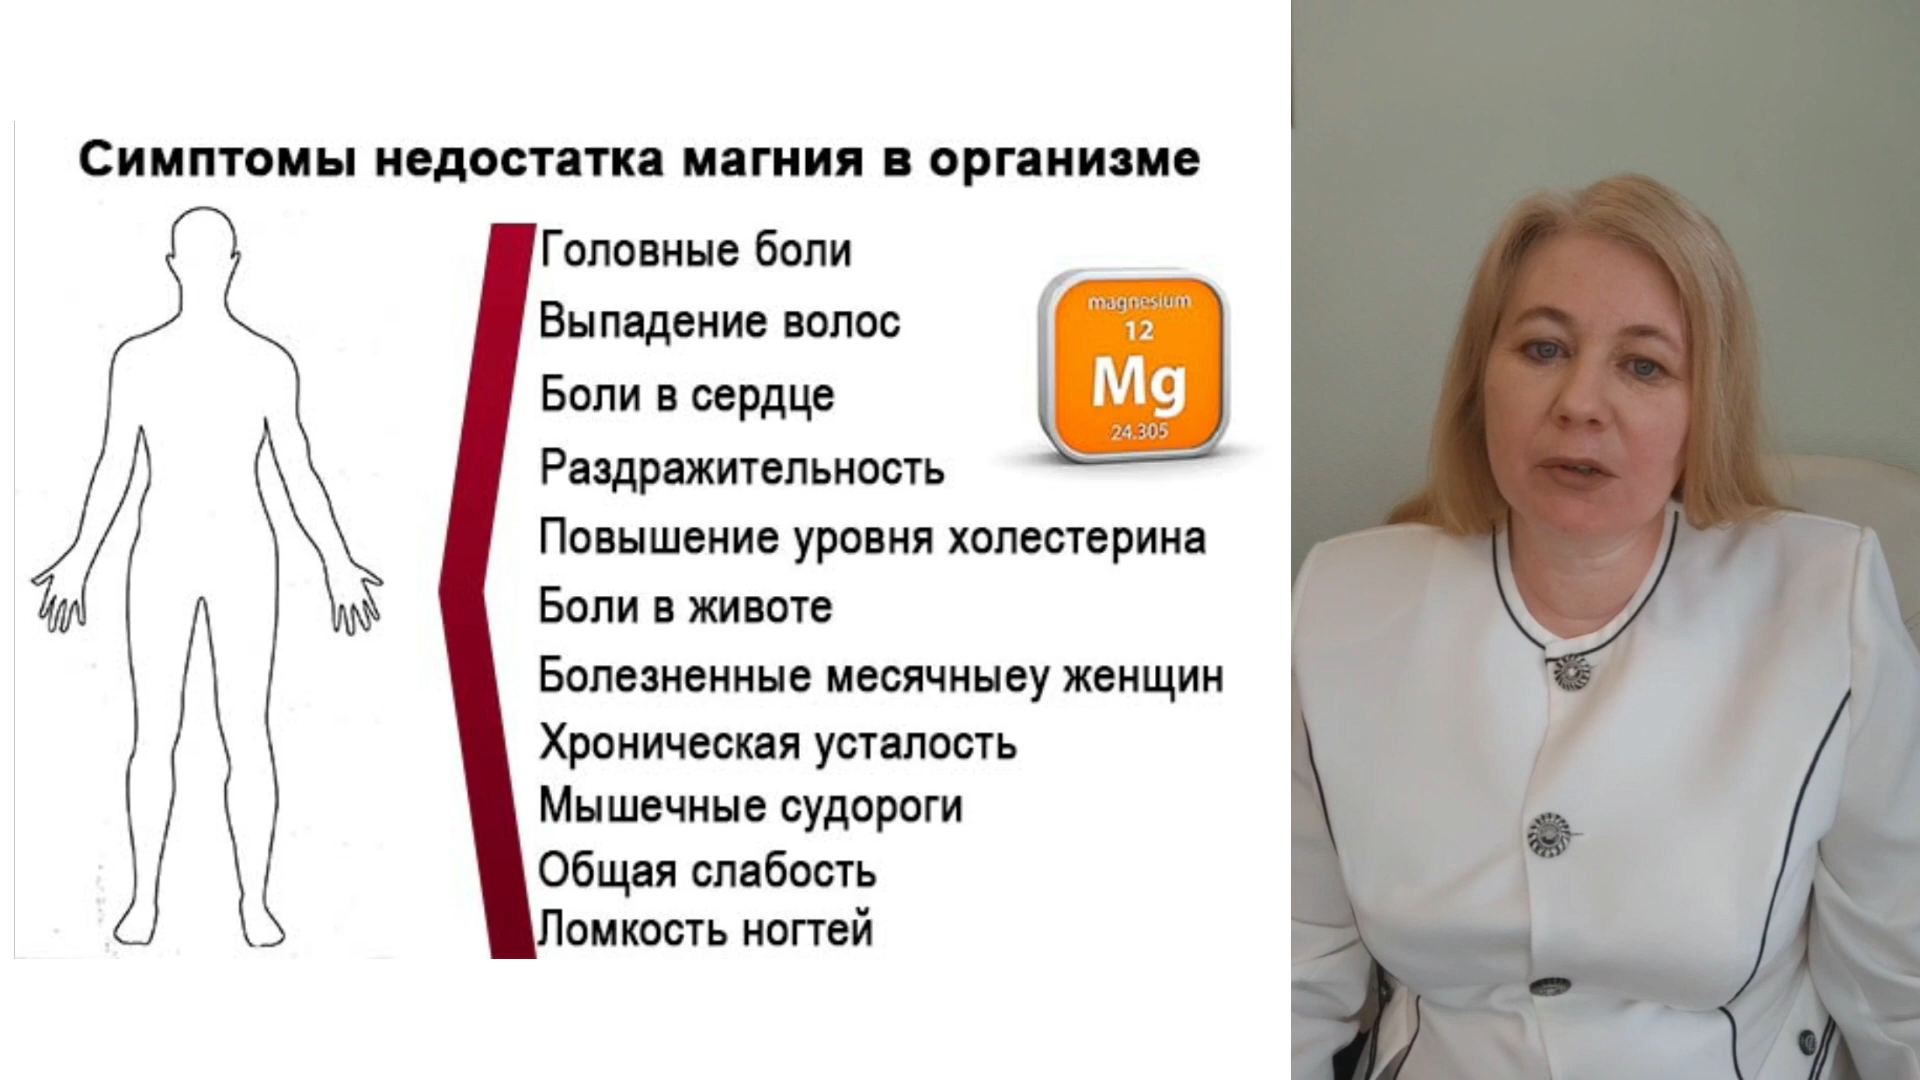 Симптомы недостатка магния в организме
Головные боли
Выпадение волос
Боли в сердце
Раздражительность
Повышение уровня холестерина
Боли в животе
Болезненные месячныеу женщин
Хроническая усталость
Мышечные судороги
Общая слабость
Ломкость ногтей
magnesium
12
Mg
24.305